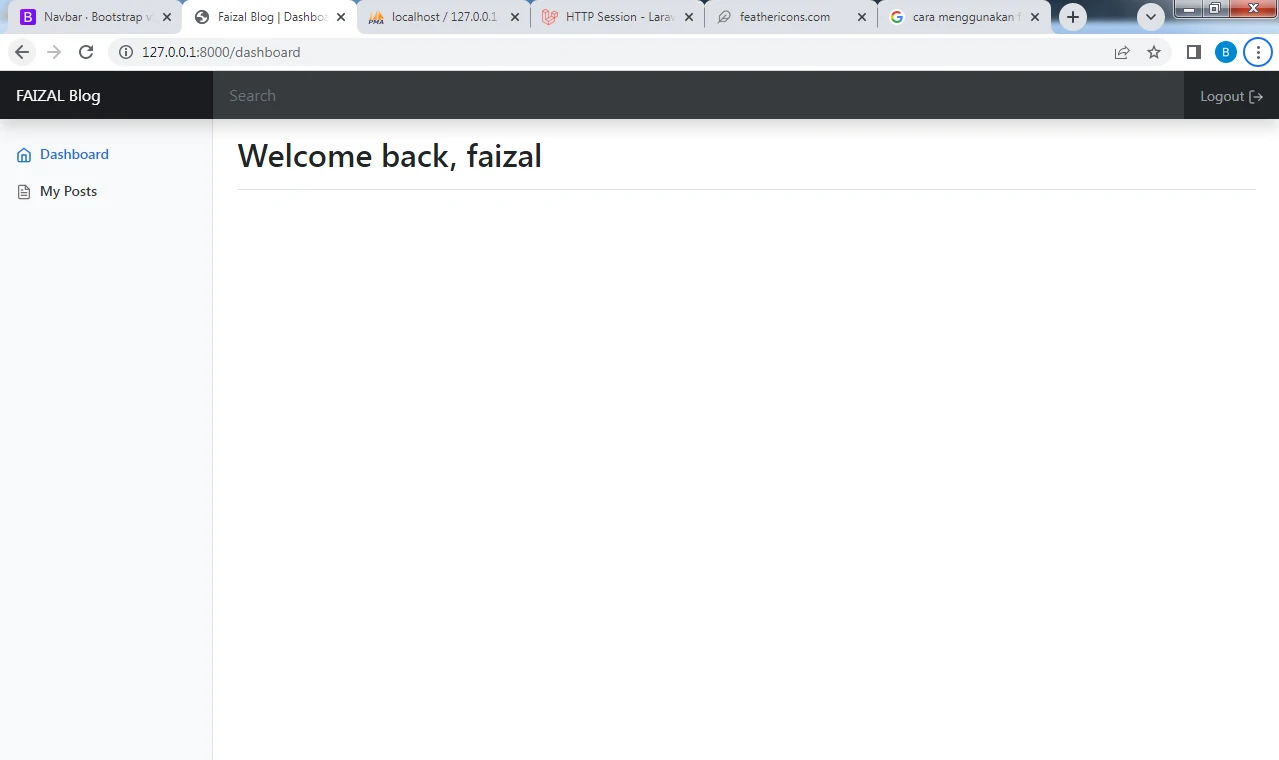 Navbar · Bootstrap v
Faizal Blog | Dashboa
localhost / 127.0.0.1
HTTP Session - Larav
feathericons.com
cara menggunakan f
127.0.0.1:8000/dashboard
B
FAIZAL Blog
Search
Logout
Dashboard
My Posts
Welcome back, faizal